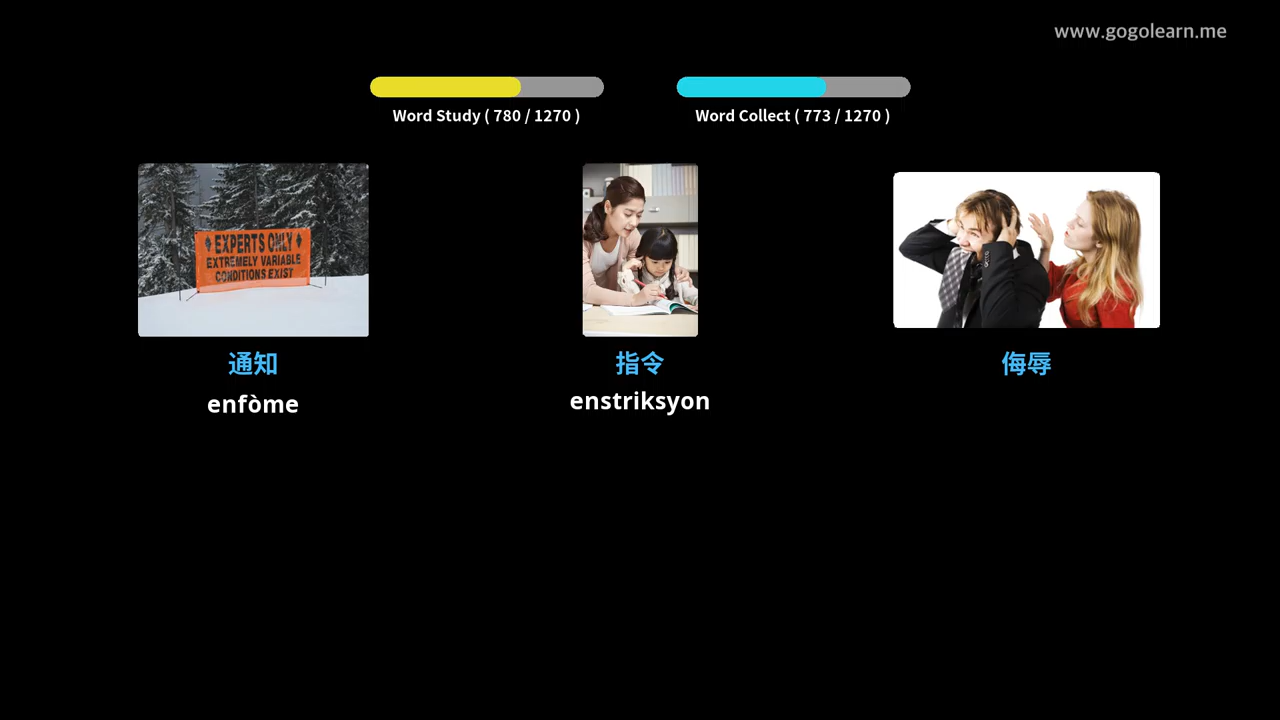 www.gogolearn.me
Word Study ( 780 / 1270 )
Word Collect ( 773 / 1270 )
EXPERTS ONLY
EXTREMELY VARIABLE
CONDITIONS EXIST
通知
指令
侮辱
enfòme
enstriksyon